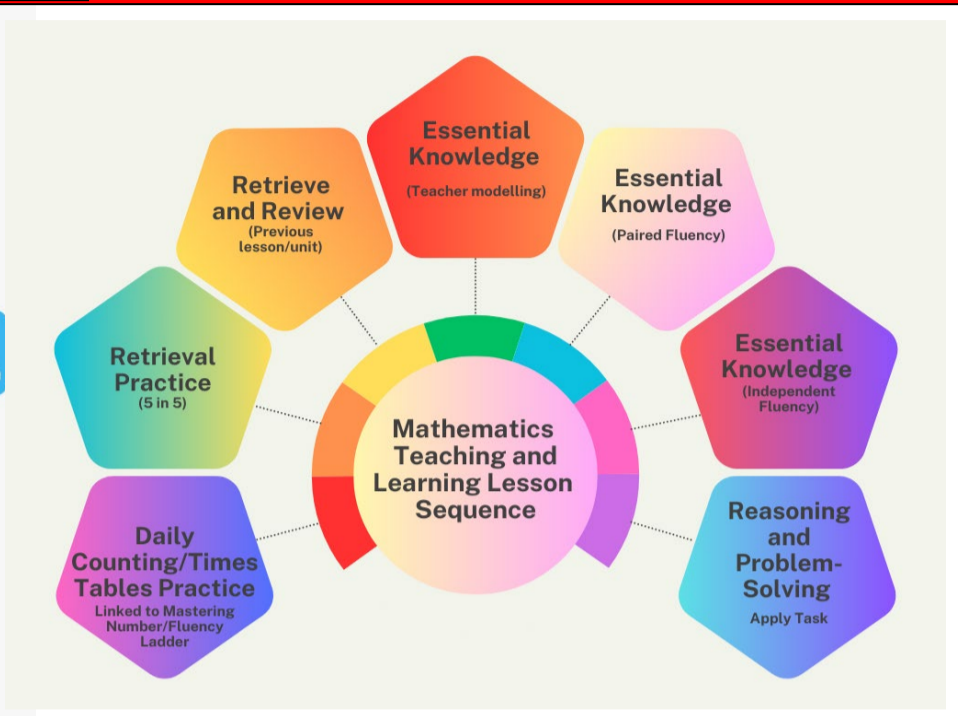 Essential
Knowledge
(Teacher modelling)
Retrieve
and Review
(Previous
lesson/unit)
Essential
Knowledge
(Paired Fluency)
Retrieval
Practice
(5 in 5)
Essential
Knowledge
(Independent
Fluency)
Mathematics
Teaching and
Learning Lesson
Sequence
Daily
Counting/Times
Tables Practice
Linked to Mastering
Number/Fluency
Ladder
Reasoning
and
Problem-
Solving
Apply Task